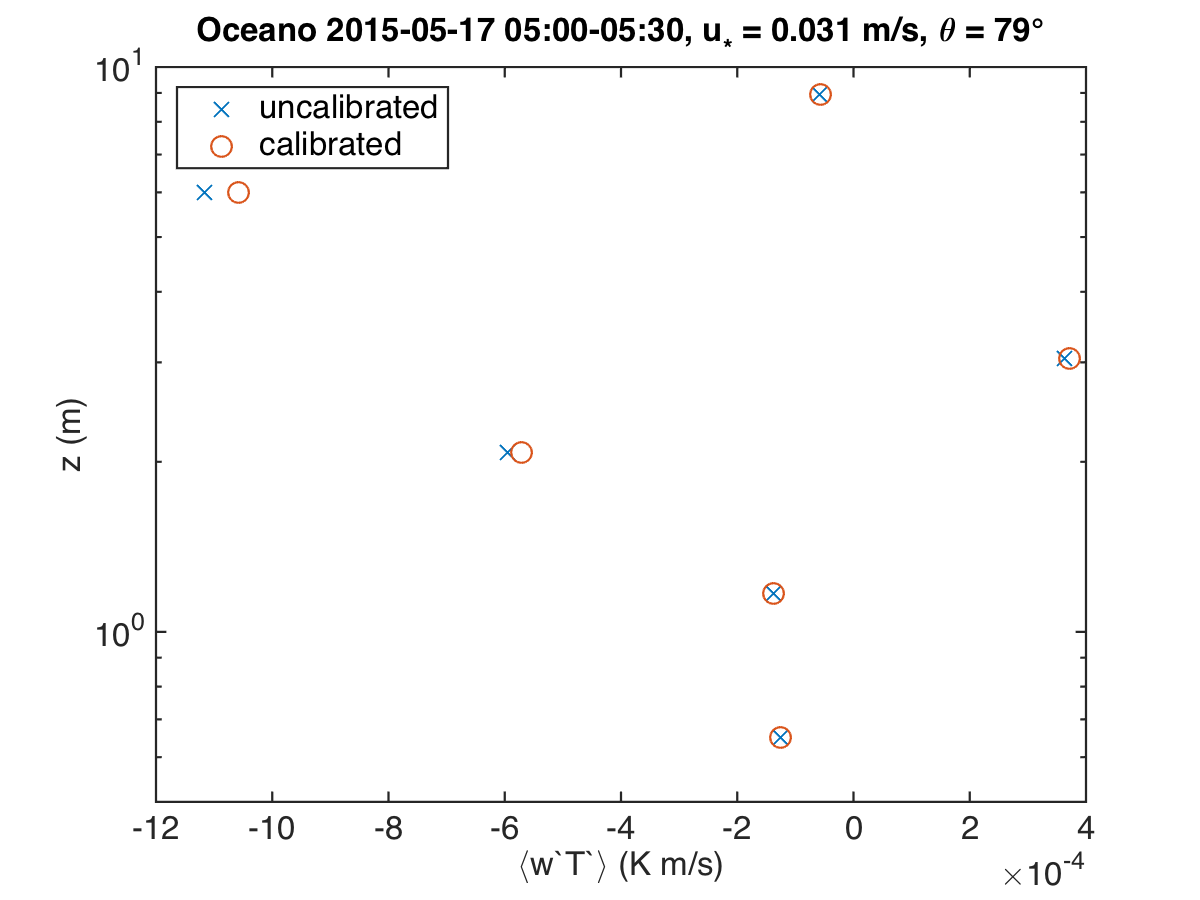 Oceano 2015-05-17 05:00-05:30, u* = 0.031 m/s, θ = 79°
10^1
× uncalibrated
○ calibrated
z (m)
10^0
-12 -10 -8 -6 -4 -2 0 2 4
⟨w`T`⟩ (K m/s)
×10^-4